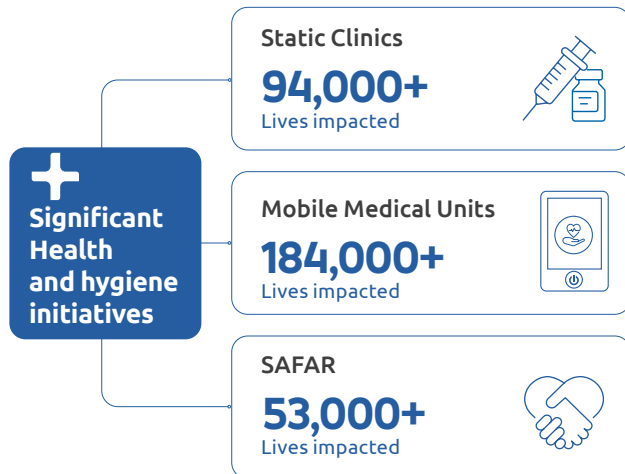 Significant
Health
and hygiene
initiatives
Static Clinics
94,000+
Lives impacted
Mobile Medical Units
184,000+
Lives impacted
SAFAR
53,000+
Lives impacted